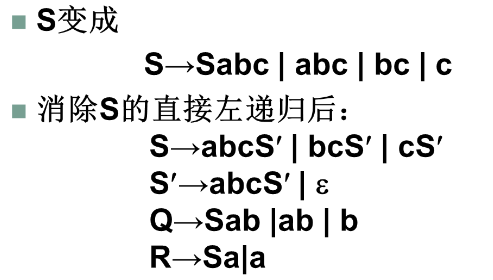 S变成
S→Sabc | abc | bc | c
消除S的直接左递归后：
S→abcS′ | bcS′ | cS′
S′→abcS′ | ε
Q→Sab |ab | b
R→Sa|a